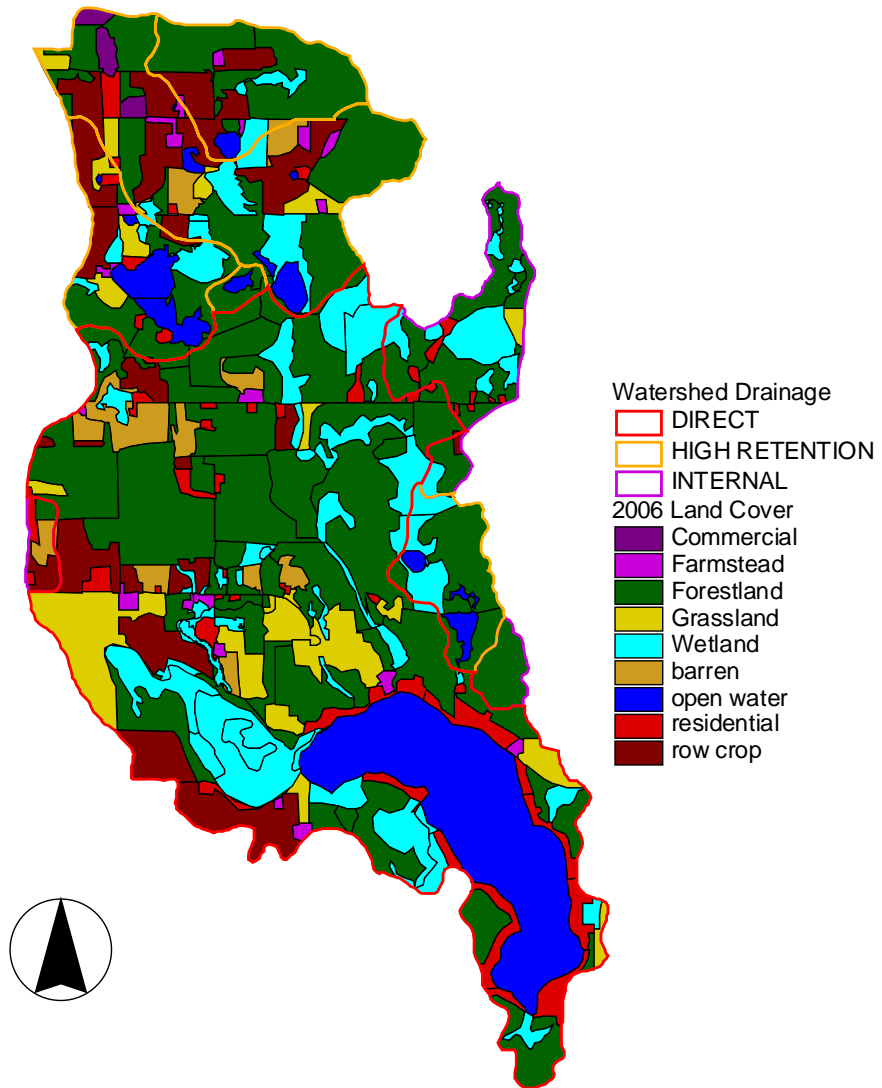 Watershed Drainage
DIRECT
HIGH RETENTION
INTERNAL
2006 Land Cover
Commercial
Farmstead
Forestland
Grassland
Wetland
barren
open water
residential
row crop